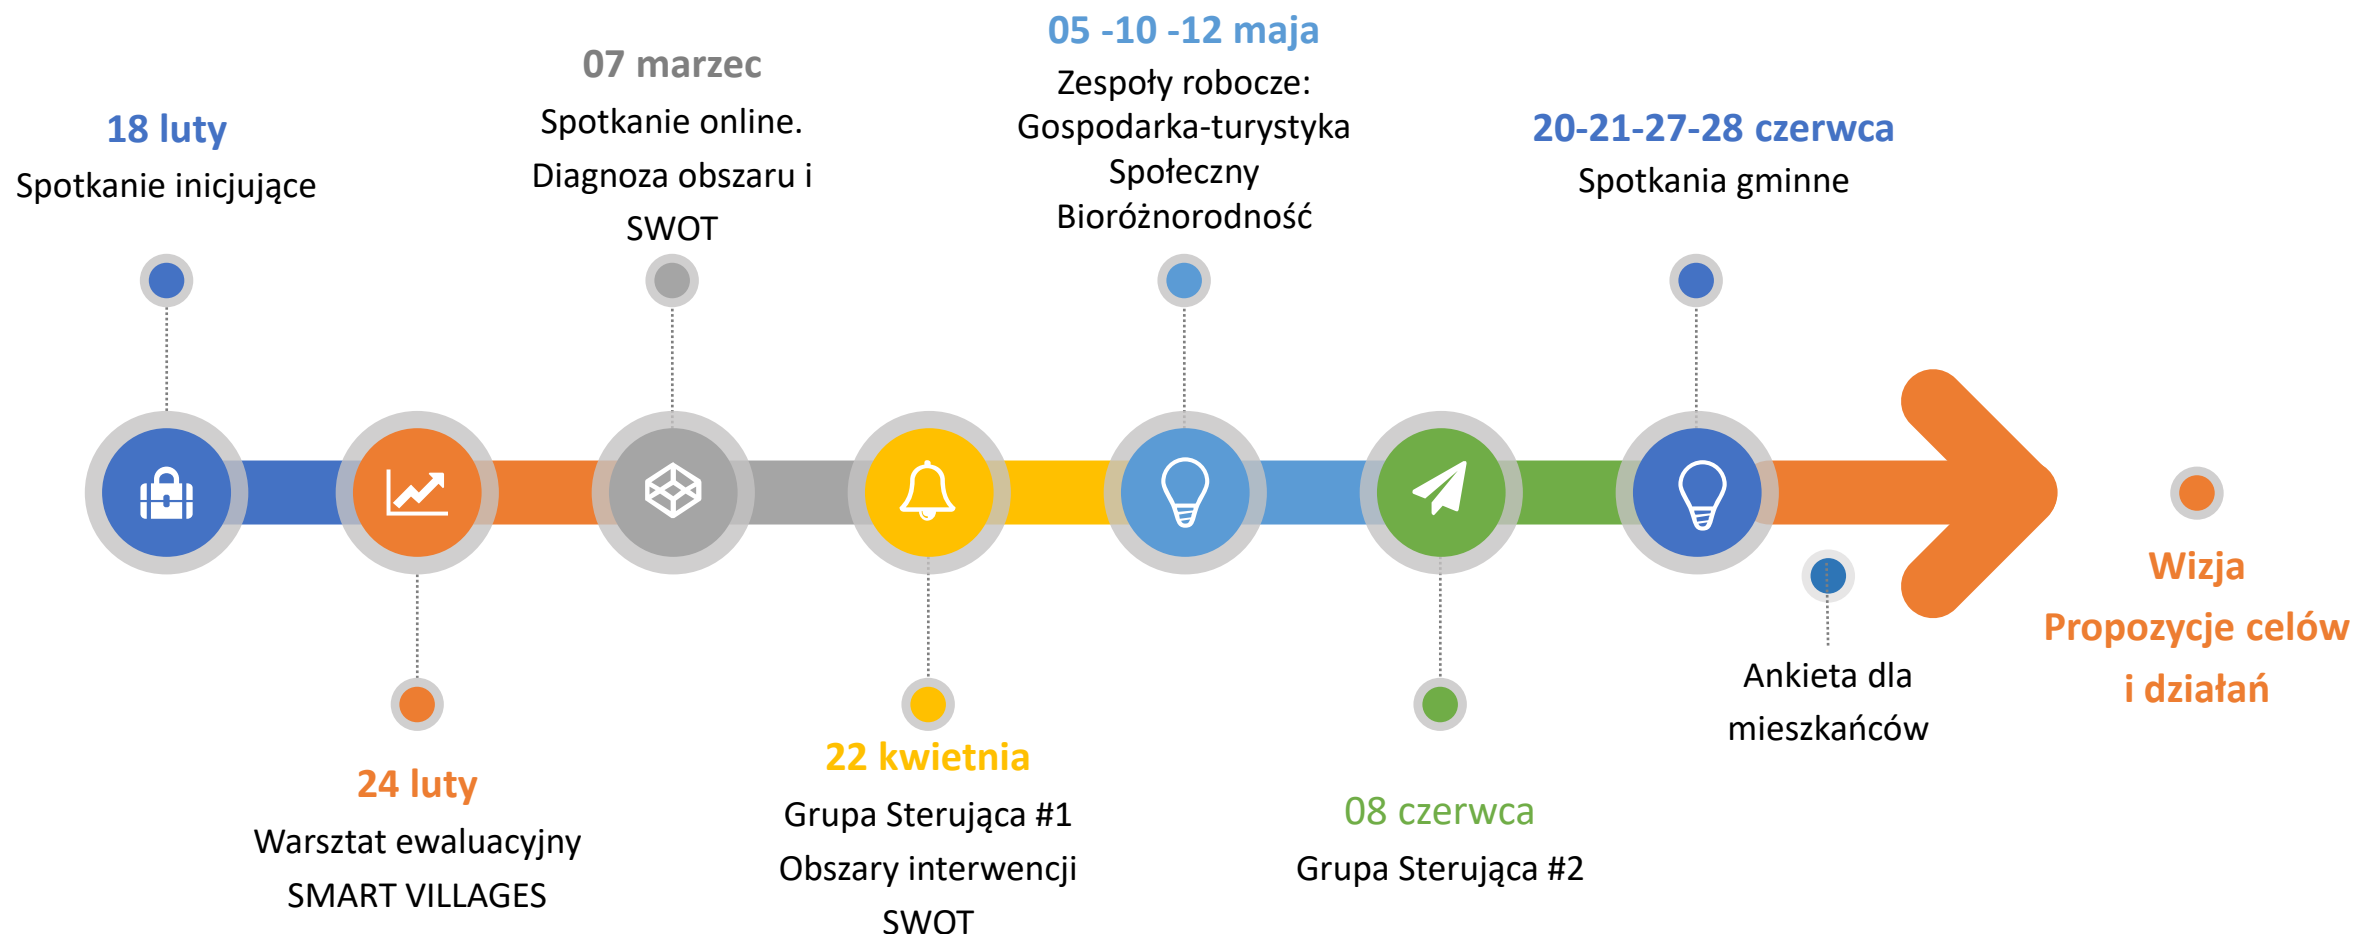 18 luty
Spotkanie inicjujące
24 luty
Warsztat ewaluacyjny
SMART VILLAGES
07 marzec
Spotkanie online.
Diagnoza obszaru i
SWOT
22 kwietnia
Grupa Sterująca #1
Obszary interwencji
SWOT
05 -10 -12 maja
Zespoły robocze:
Gospodarka-turystyka
Społeczny
Bioróżnorodność
08 czerwca
Grupa Sterująca #2
20-21-27-28 czerwca
Spotkania gminne
Ankieta dla
mieszkańców
Wizja
Propozycje celów
i działań